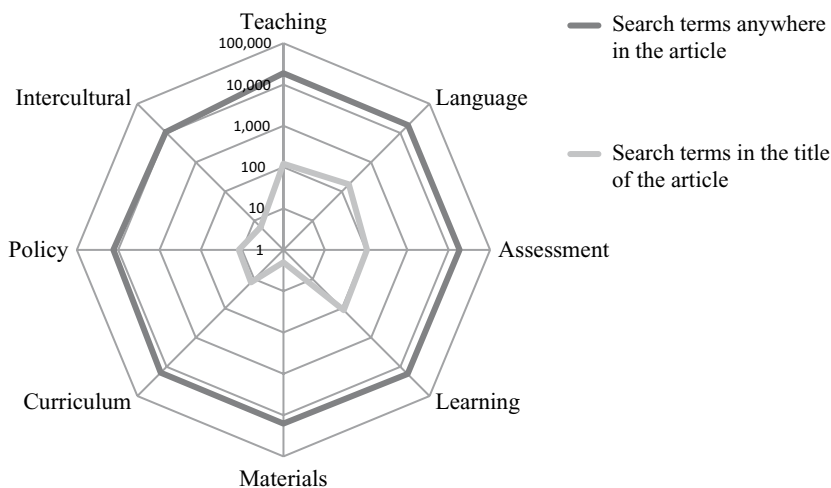 Teaching
100,000
10,000
1,000
100
10
1
Language
Assessment
Learning
Materials
Curriculum
Policy
Intercultural
Search terms anywhere
in the article
Search terms in the title
of the article